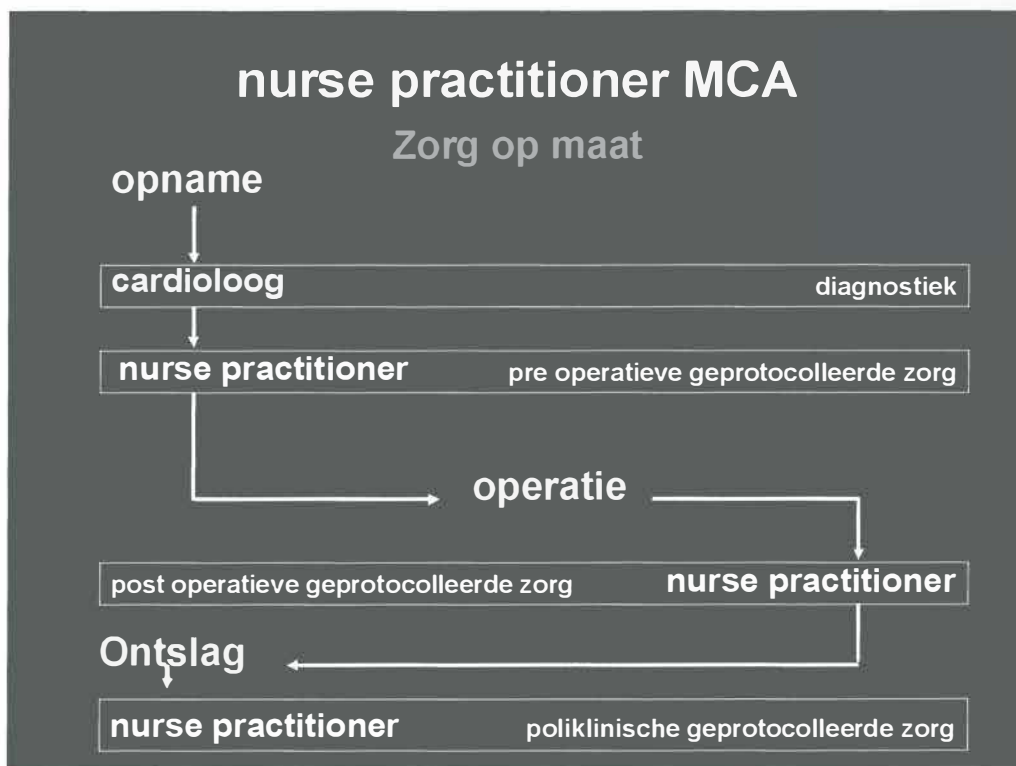 nurse practitioner MCA
Zorg op maat
opname
cardioloog diagnostiek
nurse practitioner pre operatieve geprotocolleerde zorg
operatie
post operatieve geprotocolleerde zorg nurse practitioner
Ontslag
nurse practitioner poliklinische geprotocolleerde zorg